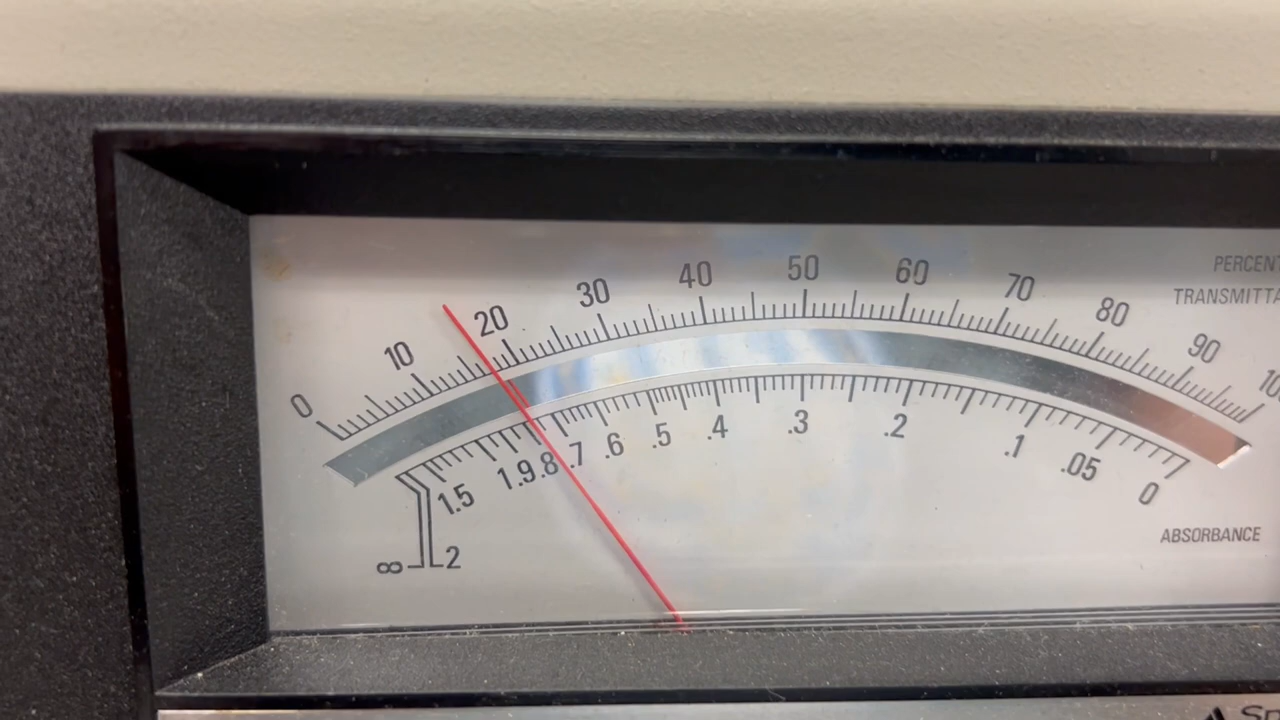 0 10 20 30 40 50 60 70 80 90 100
PERCENT
TRANSMITTA
∞ 2 1.5 1 .9 .8 .7 .6 .5 .4 .3 .2 .1 .05 0
ABSORBANCE